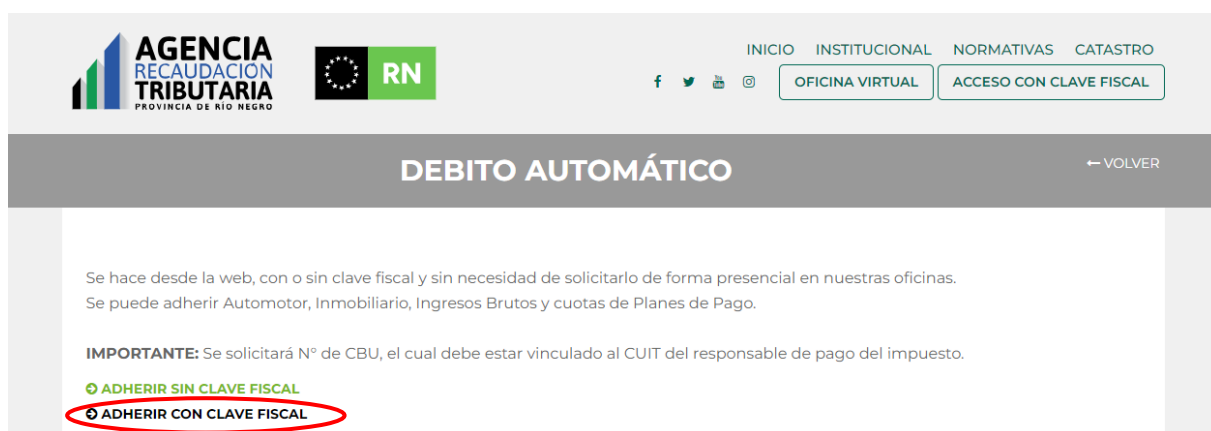 AGENCIA
RECAUDACIÓN
TRIBUTARIA
PROVINCIA DE RÍO NEGRO
RN
INICIO INSTITUCIONAL NORMATIVAS CATASTRO
OFICINA VIRTUAL ACCESO CON CLAVE FISCAL
DEBITO AUTOMÁTICO
← VOLVER
Se hace desde la web, con o sin clave fiscal y sin necesidad de solicitarlo de forma presencial en nuestras oficinas.
Se puede adherir Automotor, Inmobiliario, Ingresos Brutos y cuotas de Planes de Pago.
IMPORTANTE: Se solicitará N° de CBU, el cual debe estar vinculado al CUIT del responsable de pago del impuesto.
ADHERIR SIN CLAVE FISCAL
ADHERIR CON CLAVE FISCAL